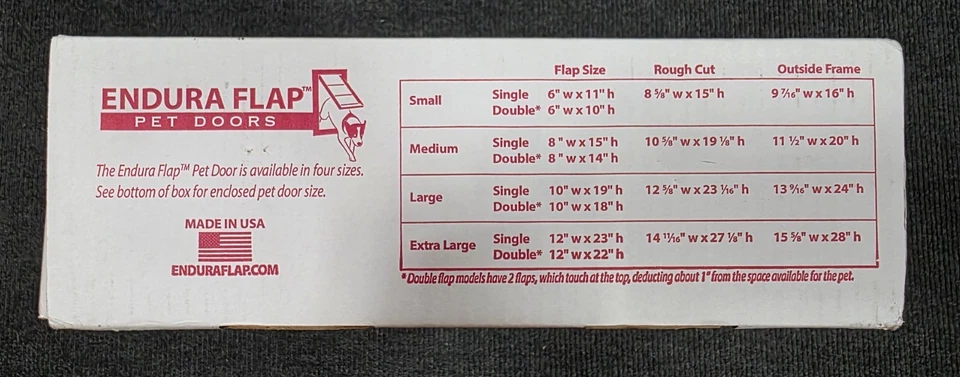 ENDURA FLAP™
PET DOORS
The Endura Flap™ Pet Door is available in four sizes.
See bottom of box for enclosed pet door size.
MADE IN USA
ENDURAFLAP.COM
Flap Size Rough Cut Outside Frame
Small Single 6" w x 11" h 8 ⅝" w x 15" h 9 7⁄16" w x 16" h
Double* 6" w x 10" h
Medium Single 8 " w x 15" h 10 ⅝" w x 19 ⅛" h 11 ½" w x 20" h
Double* 8 " w x 14" h
Large Single 10" w x 19" h 12 ⅝" w x 23 1⁄16" h 13 9⁄16" w x 24" h
Double* 10" w x 18" h
Extra Large Single 12" w x 23" h 14 11⁄16" w x 27 ⅛" h 15 ⅝" w x 28" h
Double* 12" w x 22" h
*Double flap models have 2 flaps, which touch at the top, deducting about 1" from the space available for the pet.